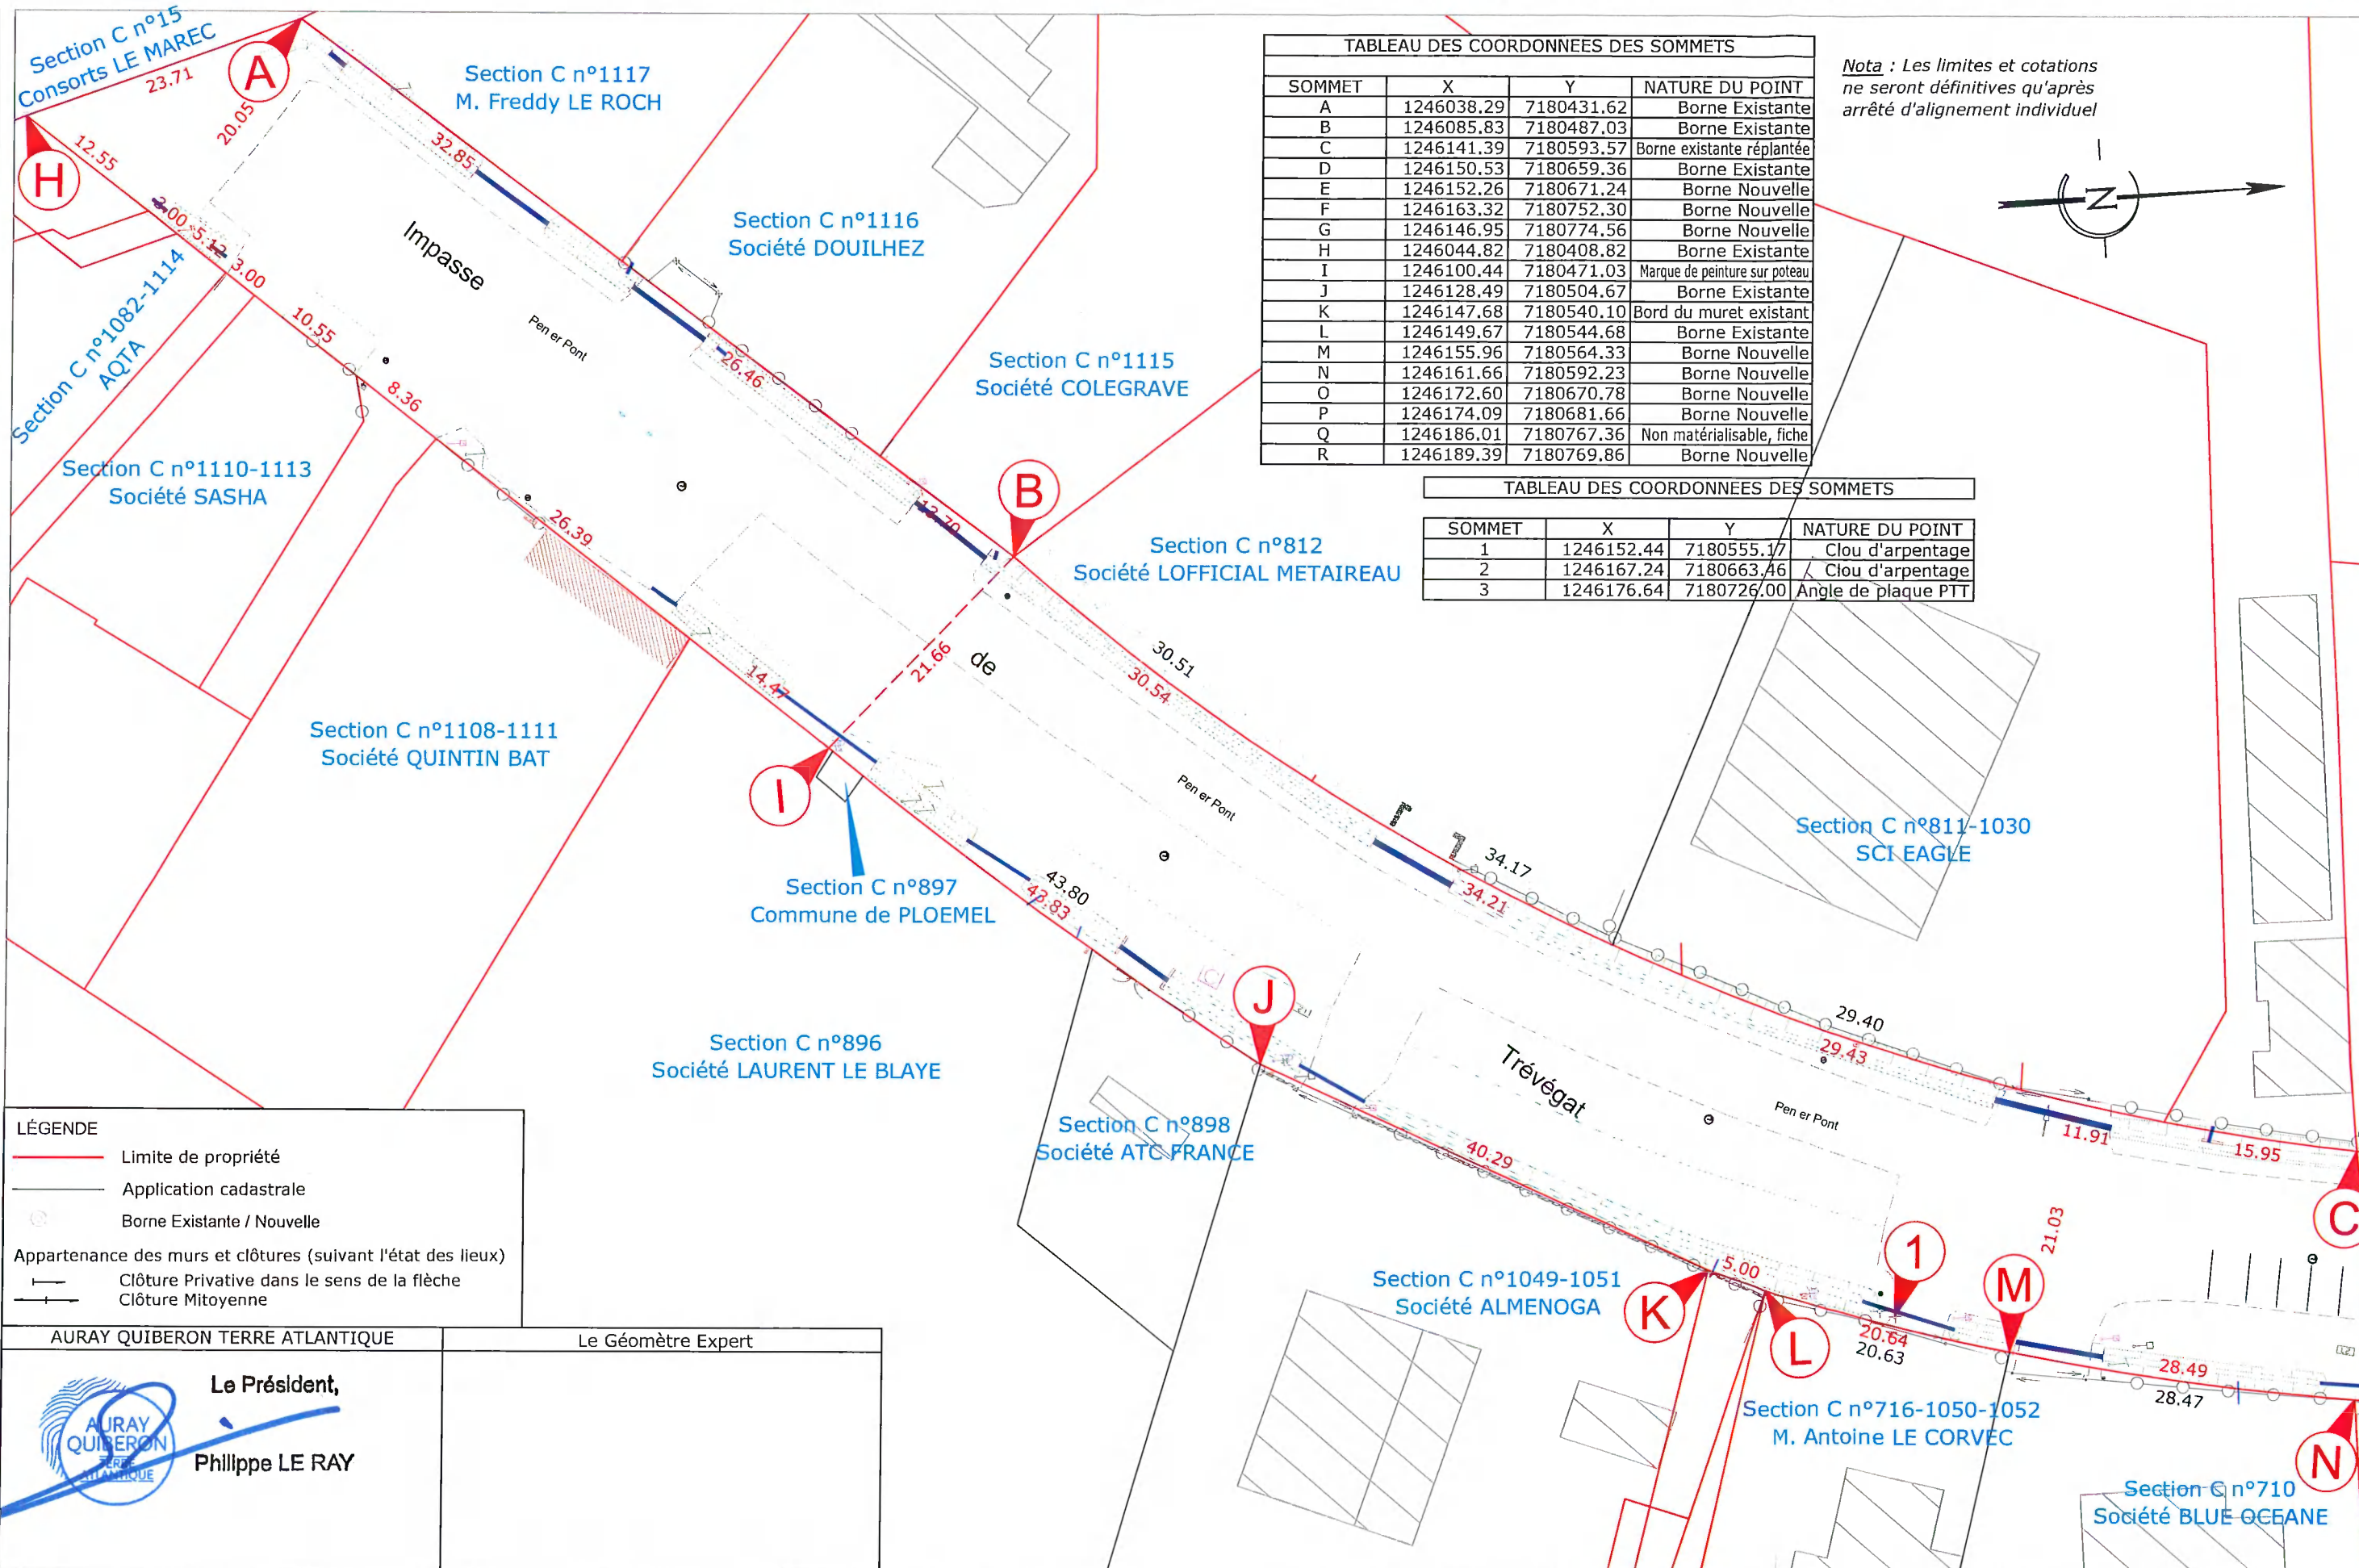 Section C n°15
Consorts LE MAREC
23.71
A
20.05
H
12.55
Section C n°1117
M. Freddy LE ROCH
32.85
3.00
5.12
3.00
10.55
8.36
Impasse
Pen er Pont
Section C n°1116
Société DOUILHEZ
26.46
Section C n°1115
Société COLEGRAVE
Section C n°1082-1114
AQTA
Section C n°1110-1113
Société SASHA
26.39
13.70
B
Section C n°812
Société LOFFICIAL METAIREAU
TABLEAU DES COORDONNEES DES SOMMETS
SOMMET X Y NATURE DU POINT
A 1246038.29 7180431.62 Borne Existante
B 1246085.83 7180487.03 Borne Existante
C 1246141.39 7180593.57 Borne existante réplantée
D 1246150.53 7180659.36 Borne Existante
E 1246152.26 7180671.24 Borne Nouvelle
F 1246163.32 7180752.30 Borne Nouvelle
G 1246146.95 7180774.56 Borne Nouvelle
H 1246044.82 7180408.82 Borne Existante
I 1246100.44 7180471.03 Marque de peinture sur poteau
J 1246128.49 7180504.67 Borne Existante
K 1246147.68 7180540.10 Bord du muret existant
L 1246149.67 7180544.68 Borne Existante
M 1246155.96 7180564.33 Borne Nouvelle
N 1246161.66 7180592.23 Borne Nouvelle
O 1246172.60 7180670.78 Borne Nouvelle
P 1246174.09 7180681.66 Borne Nouvelle
Q 1246186.01 7180767.36 Non matérialisable, fiche
R 1246189.39 7180769.86 Borne Nouvelle
Nota : Les limites et cotations
ne seront définitives qu'après
arrêté d'alignement individuel
N
TABLEAU DES COORDONNEES DES SOMMETS
SOMMET X Y NATURE DU POINT
1 1246152.44 7180555.17 Clou d'arpentage
2 1246167.24 7180663.46 Clou d'arpentage
3 1246176.64 7180726.00 Angle de plaque PTT
21.66
de
30.51
30.54
14.47
Section C n°1108-1111
Société QUINTIN BAT
I
Pen er Pont
Section C n°897
Commune de PLOEMEL
43.80
43.83
34.17
34.21
Section C n°811-1030
SCI EAGLE
J
29.40
29.43
Section C n°896
Société LAURENT LE BLAYE
Trévégat
Pen er Pont
Section C n°898
Société ATC FRANCE
40.29
11.91
15.95
C
21.03
Section C n°1049-1051
Société ALMENOGA
K
5.00
L
1
M
20.64
20.63
28.49
28.47
Section C n°716-1050-1052
M. Antoine LE CORVEC
N
Section C n°710
Société BLUE OCEANE
LÉGENDE
Limite de propriété
Application cadastrale
Borne Existante / Nouvelle
Appartenance des murs et clôtures (suivant l'état des lieux)
Clôture Privative dans le sens de la flèche
Clôture Mitoyenne
AURAY QUIBERON TERRE ATLANTIQUE
Le Géomètre Expert
Le Président,
AURAY
QUIBERON
TERRE
ATLANTIQUE
Philippe LE RAY